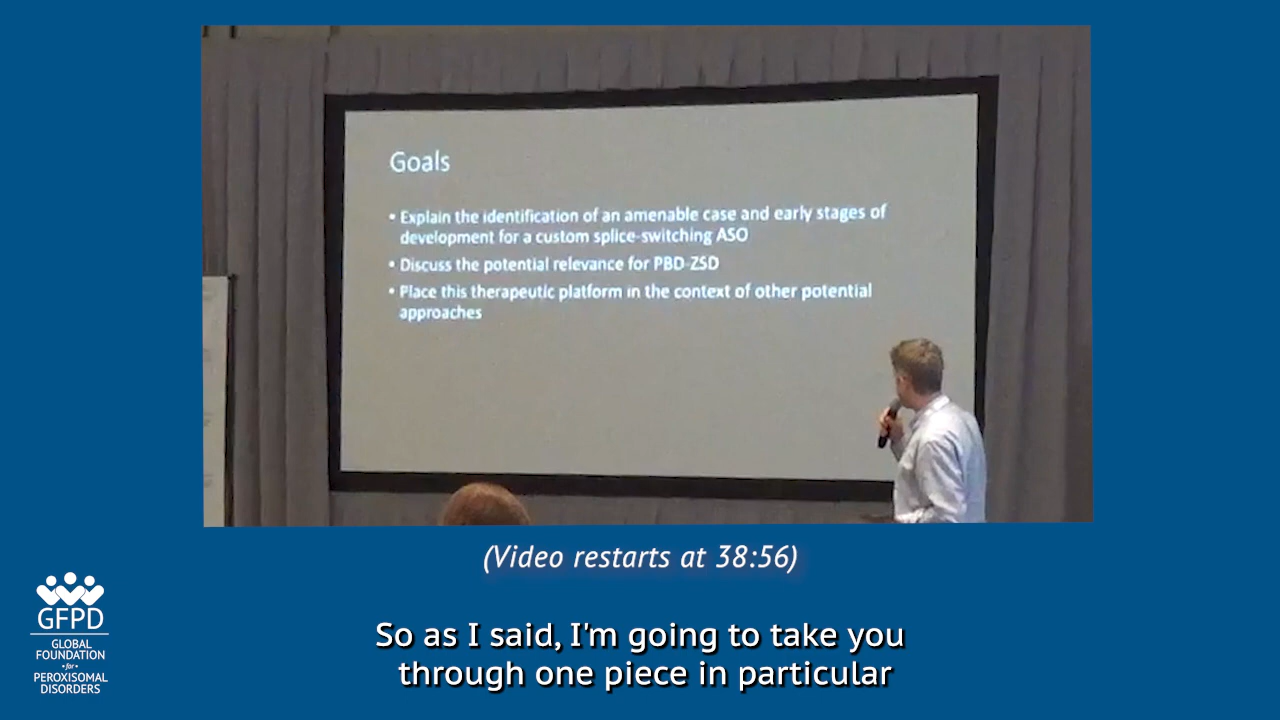 Goals
• Explain the identification of an amenable case and early stages of
development for a custom splice-switching ASO
• Discuss the potential relevance for PBD-ZSD
• Place this therapeutic platform in the context of other potential
approaches
(Video restarts at 38:56)
So as I said, I'm going to take you
through one piece in particular
GFPD
GLOBAL
FOUNDATION
•for•
PEROXISOMAL
DISORDERS